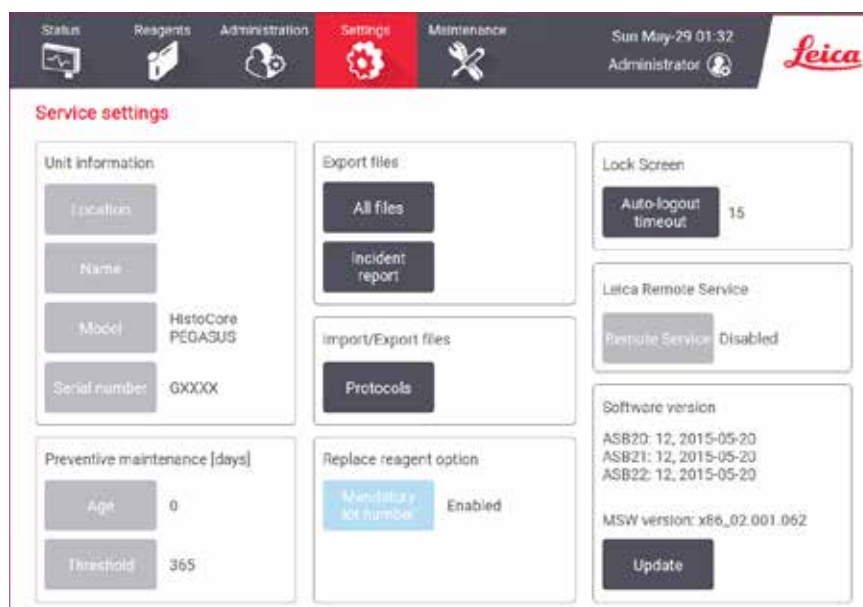 Status
Reagents
Administration
Settings
Maintenance
Sun May-29 01:32
Administrator
Leica
Service settings
Unit information
Location
Name
Model
HistoCore
PEGASUS
Serial number
GXXXX
Preventive maintenance [days]
Age
0
Threshold
365
Export files
All files
Incident
report
Import/Export files
Protocols
Replace reagent option
Mandatory
lot number
Enabled
Lock Screen
Auto-logout
timeout
15
Leica Remote Service
Remote Service
Disabled
Software version
ASB20: 12, 2015-05-20
ASB21: 12, 2015-05-20
ASB22: 12, 2015-05-20
MSW version: x86_02.001.062
Update